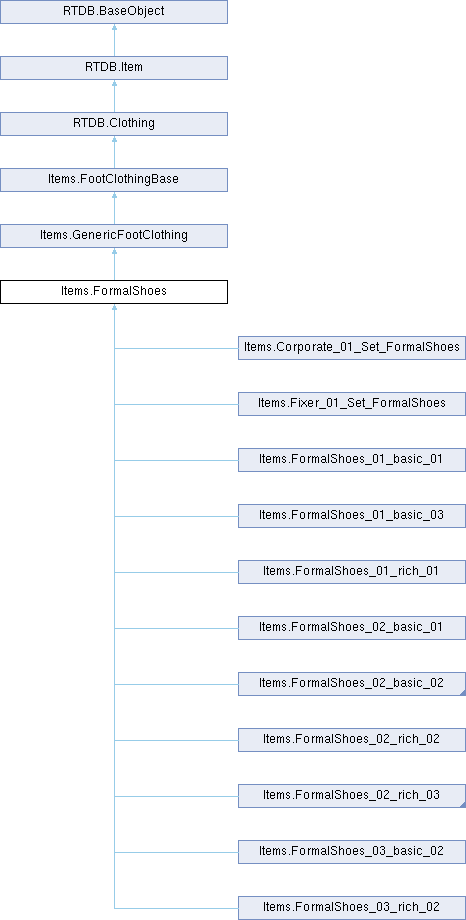 RTDB.BaseObject
RTDB.Item
RTDB.Clothing
Items.FootClothingBase
Items.GenericFootClothing
Items.FormalShoes
Items.Corporate_01_Set_FormalShoes
Items.Fixer_01_Set_FormalShoes
Items.FormalShoes_01_basic_01
Items.FormalShoes_01_basic_03
Items.FormalShoes_01_rich_01
Items.FormalShoes_02_basic_01
Items.FormalShoes_02_basic_02
Items.FormalShoes_02_rich_02
Items.FormalShoes_02_rich_03
Items.FormalShoes_03_basic_02
Items.FormalShoes_03_rich_02